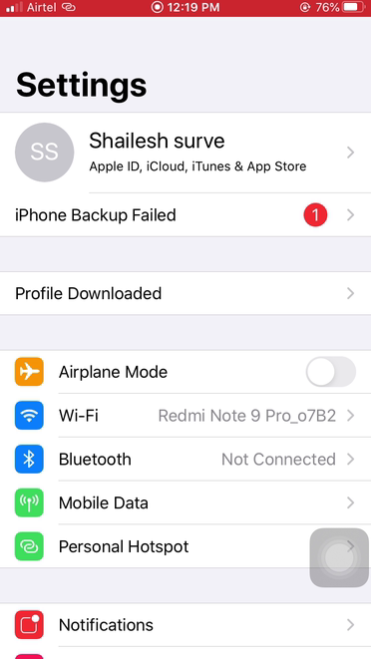 Airtel 12:19 PM 76%
Settings
SS
Shailesh surve
Apple ID, iCloud, iTunes & App Store
iPhone Backup Failed 1
Profile Downloaded
Airplane Mode
Wi-Fi Redmi Note 9 Pro_o7B2
Bluetooth Not Connected
Mobile Data
Personal Hotspot
Notifications